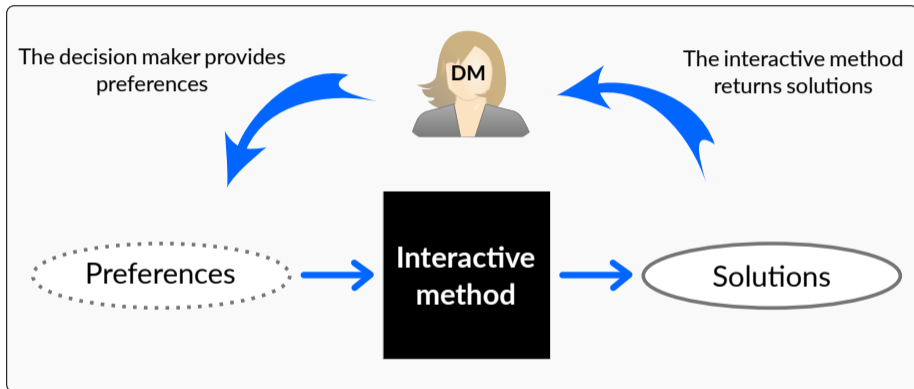 The decision maker provides
preferences
DM
The interactive method
returns solutions
Preferences
Interactive
method
Solutions